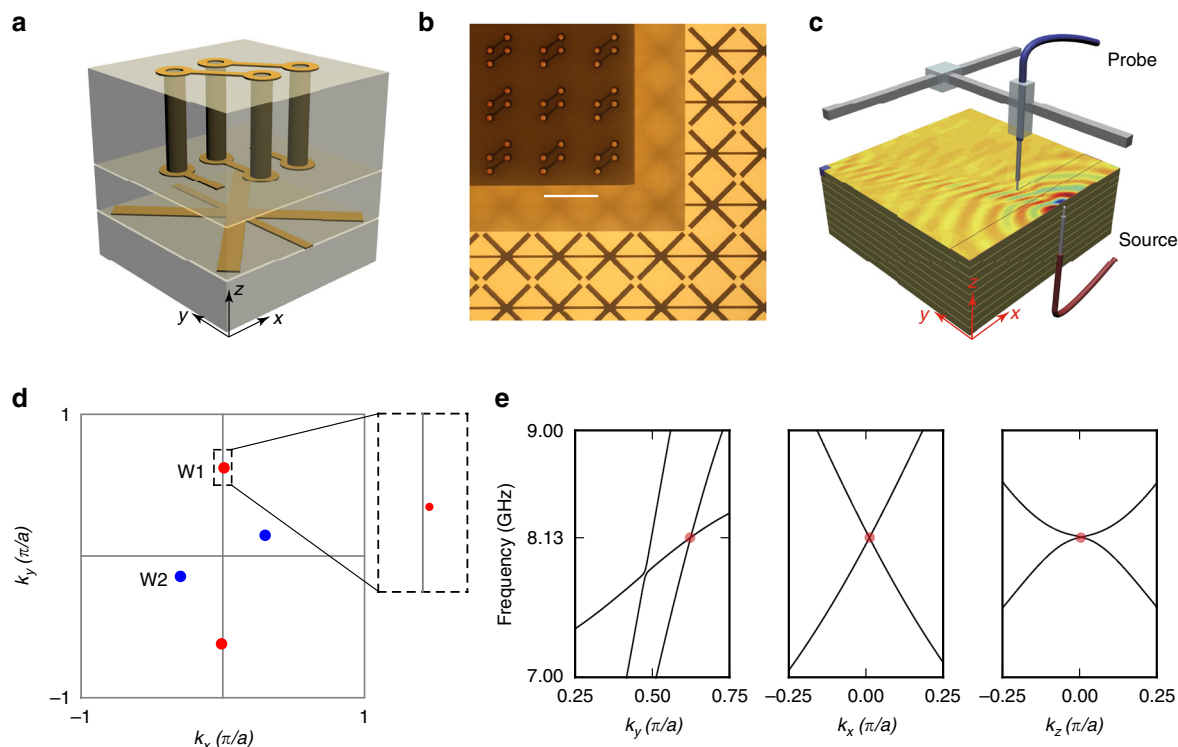 a
b
c
Probe
Source
z
y
x
z
y
x
d
1
W1
W2
−1
−1
1
k_y (π/a)
k_x (π/a)
e
9.00
8.13
7.00
Frequency (GHz)
0.25 0.50 0.75
k_y (π/a)
−0.25 0.00 0.25
k_x (π/a)
−0.25 0.00 0.25
k_z (π/a)